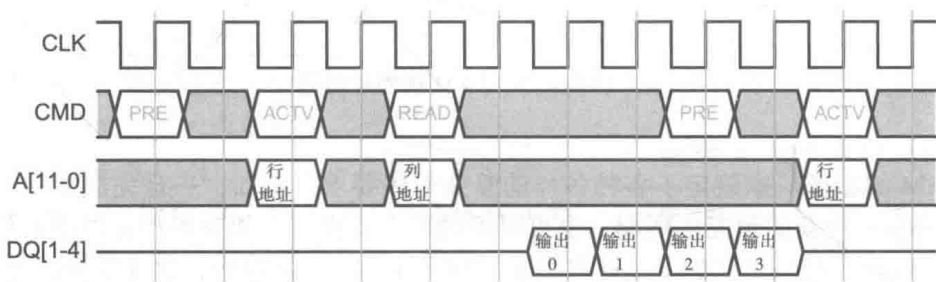 CLK
CMD PRE ACTV READ PRE ACTV
A[11-0] 行地址 列地址 行地址
DQ[1-4] 输出0 输出1 输出2 输出3